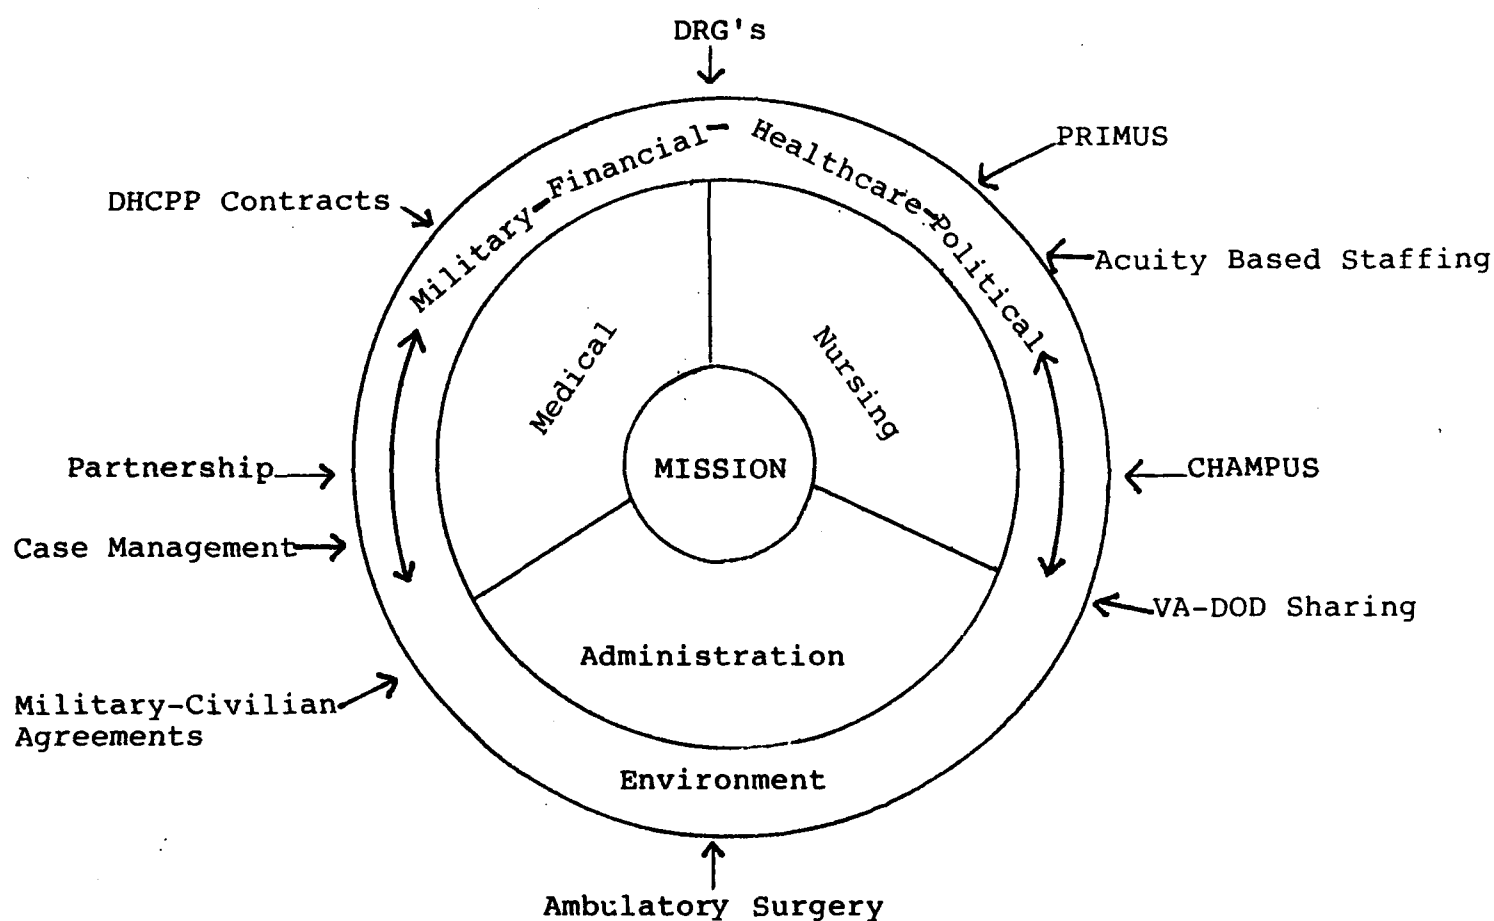 DRG's
PRIMUS
DHCPP Contracts
Military-Financial- Healthcare-Political
Acuity Based Staffing
Medical
Nursing
MISSION
Partnership
CHAMPUS
Case Management
VA-DOD Sharing
Administration
Military-Civilian
Agreements
Environment
Ambulatory Surgery